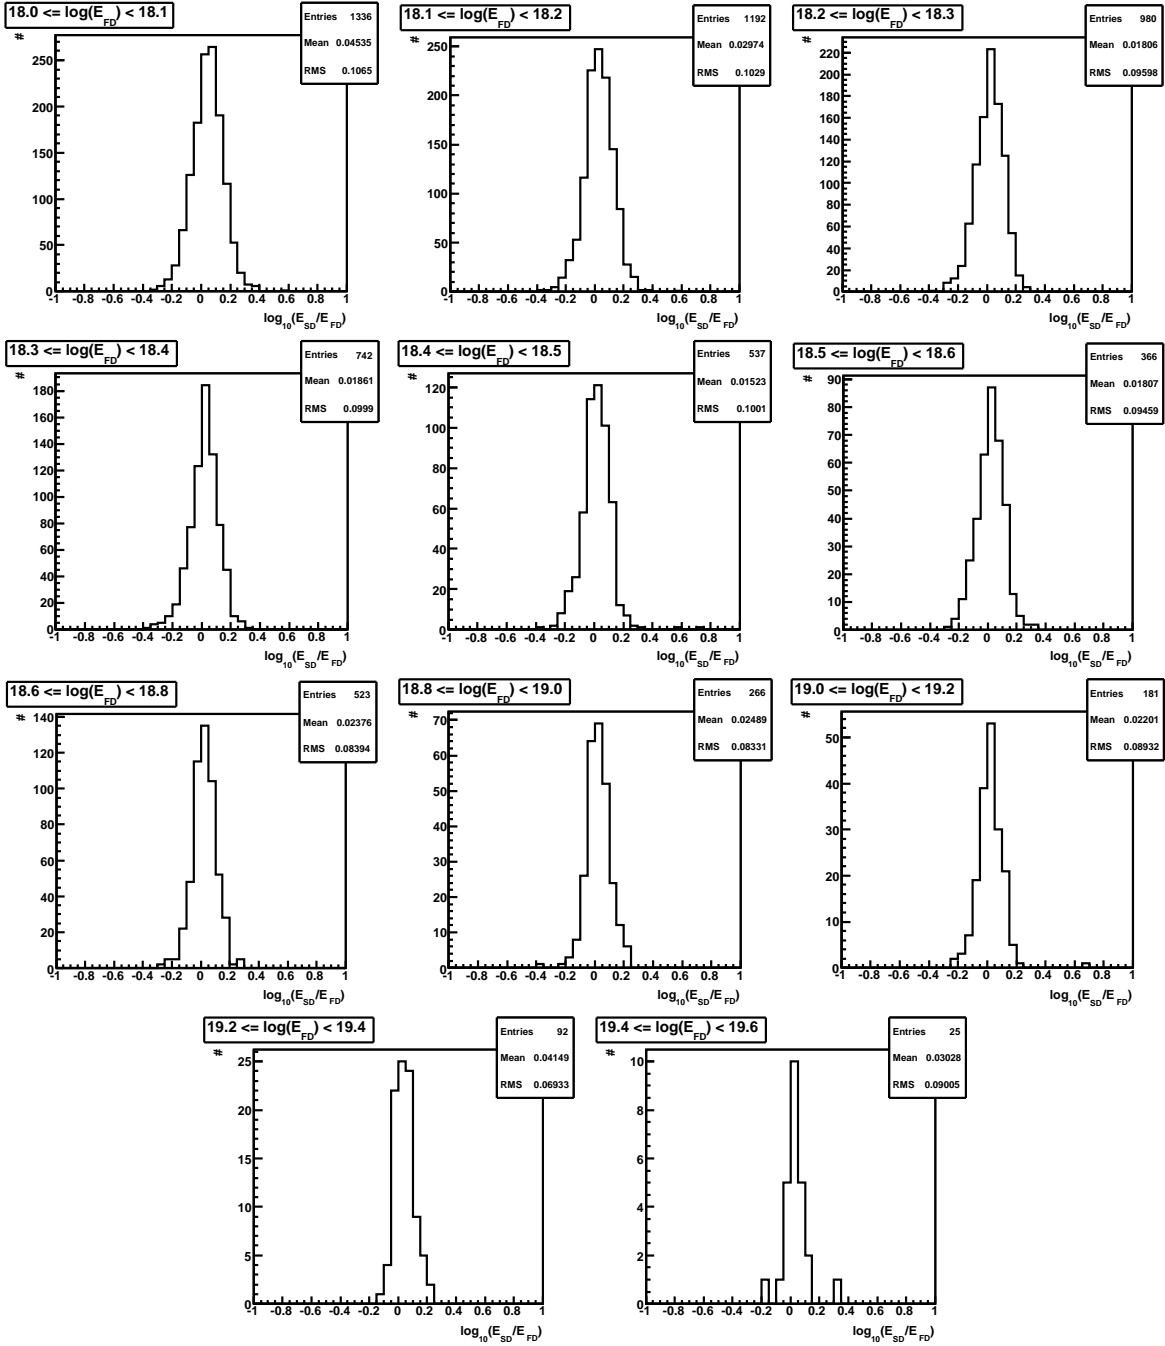 18.0 <= log(E_FD) < 18.1
Entries 1336
Mean 0.04535
RMS 0.1065
#
250
200
150
100
50
0
-1 -0.8 -0.6 -0.4 -0.2 0 0.2 0.4 0.6 0.8 1
log10(E_SD/E_FD)
18.1 <= log(E_FD) < 18.2
Entries 1192
Mean 0.02974
RMS 0.1029
#
250
200
150
100
50
0
-1 -0.8 -0.6 -0.4 -0.2 0 0.2 0.4 0.6 0.8 1
log10(E_SD/E_FD)
18.2 <= log(E_FD) < 18.3
Entries 980
Mean 0.01806
RMS 0.09598
#
220
200
180
160
140
120
100
80
60
40
20
0
-1 -0.8 -0.6 -0.4 -0.2 0 0.2 0.4 0.6 0.8 1
log10(E_SD/E_FD)
18.3 <= log(E_FD) < 18.4
Entries 742
Mean 0.01861
RMS 0.0999
#
180
160
140
120
100
80
60
40
20
0
-1 -0.8 -0.6 -0.4 -0.2 0 0.2 0.4 0.6 0.8 1
log10(E_SD/E_FD)
18.4 <= log(E_FD) < 18.5
Entries 537
Mean 0.01523
RMS 0.1001
#
120
100
80
60
40
20
0
-1 -0.8 -0.6 -0.4 -0.2 0 0.2 0.4 0.6 0.8 1
log10(E_SD/E_FD)
18.5 <= log(E_FD) < 18.6
Entries 366
Mean 0.01807
RMS 0.09459
#
90
80
70
60
50
40
30
20
10
0
-1 -0.8 -0.6 -0.4 -0.2 0 0.2 0.4 0.6 0.8 1
log10(E_SD/E_FD)
18.6 <= log(E_FD) < 18.8
Entries 523
Mean 0.02376
RMS 0.08394
#
140
120
100
80
60
40
20
0
-1 -0.8 -0.6 -0.4 -0.2 0 0.2 0.4 0.6 0.8 1
log10(E_SD/E_FD)
18.8 <= log(E_FD) < 19.0
Entries 266
Mean 0.02489
RMS 0.08331
#
70
60
50
40
30
20
10
0
-1 -0.8 -0.6 -0.4 -0.2 0 0.2 0.4 0.6 0.8 1
log10(E_SD/E_FD)
19.0 <= log(E_FD) < 19.2
Entries 181
Mean 0.02201
RMS 0.08932
#
50
40
30
20
10
0
-1 -0.8 -0.6 -0.4 -0.2 0 0.2 0.4 0.6 0.8 1
log10(E_SD/E_FD)
19.2 <= log(E_FD) < 19.4
Entries 92
Mean 0.04149
RMS 0.06933
#
25
20
15
10
5
0
-1 -0.8 -0.6 -0.4 -0.2 0 0.2 0.4 0.6 0.8 1
log10(E_SD/E_FD)
19.4 <= log(E_FD) < 19.6
Entries 25
Mean 0.03028
RMS 0.09005
#
10
8
6
4
2
0
-1 -0.8 -0.6 -0.4 -0.2 0 0.2 0.4 0.6 0.8 1
log10(E_SD/E_FD)